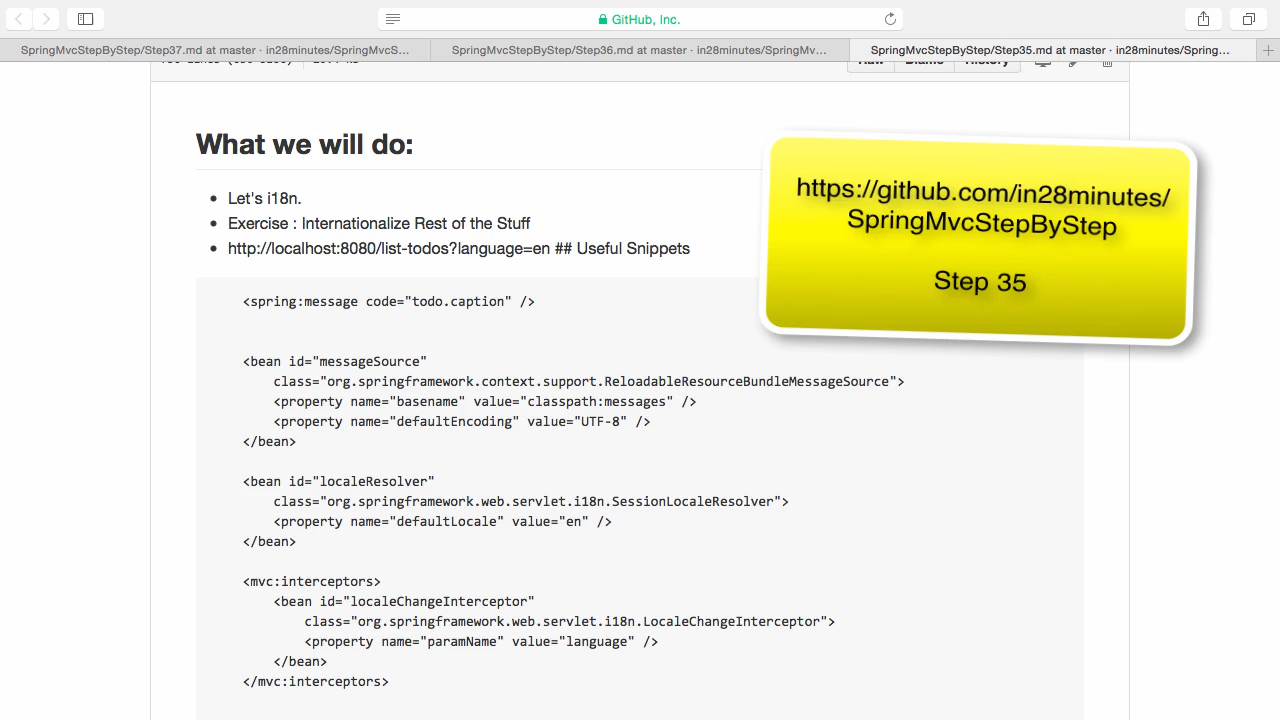 GitHub, Inc.
SpringMvcStepByStep/Step37.md at master · in28minutes/SpringMvcS...
SpringMvcStepByStep/Step36.md at master · in28minutes/SpringMv...
SpringMvcStepByStep/Step35.md at master · in28minutes/Spring...
Raw
Blame
History
What we will do:
Let's i18n.
Exercise : Internationalize Rest of the Stuff
http://localhost:8080/list-todos?language=en ## Useful Snippets
https://github.com/in28minutes/
SpringMvcStepByStep
Step 35
<spring:message code="todo.caption" />
<bean id="messageSource"
class="org.springframework.context.support.ReloadableResourceBundleMessageSource">
<property name="basename" value="classpath:messages" />
<property name="defaultEncoding" value="UTF-8" />
</bean>
<bean id="localeResolver"
class="org.springframework.web.servlet.i18n.SessionLocaleResolver">
<property name="defaultLocale" value="en" />
</bean>
<mvc:interceptors>
<bean id="localeChangeInterceptor"
class="org.springframework.web.servlet.i18n.LocaleChangeInterceptor">
<property name="paramName" value="language" />
</bean>
</mvc:interceptors>